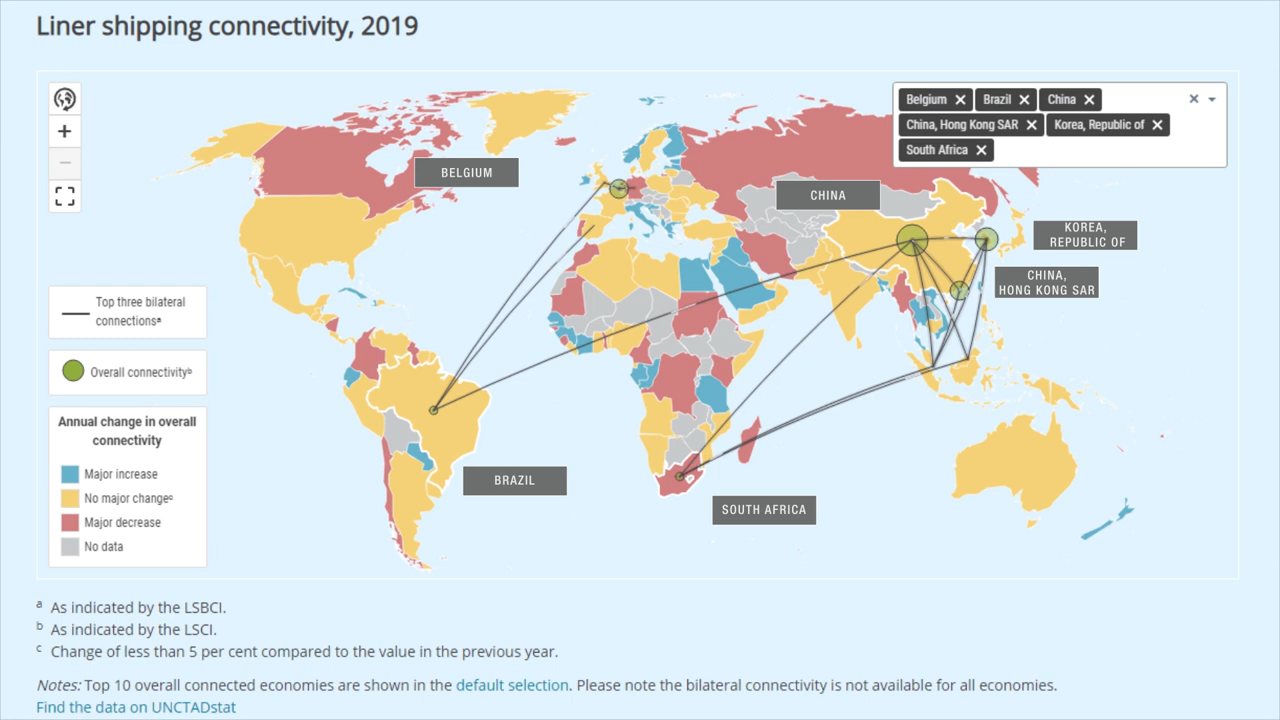 Liner shipping connectivity, 2019
Belgium ✕ Brazil ✕ China ✕
China, Hong Kong SAR ✕ Korea, Republic of ✕
South Africa ✕
BELGIUM
CHINA
KOREA,
REPUBLIC OF
CHINA,
HONG KONG SAR
BRAZIL
SOUTH AFRICA
Top three bilateral
connectionsᵃ
Overall connectivityᵇ
Annual change in overall
connectivity
Major increase
No major changeᶜ
Major decrease
No data
ᵃ As indicated by the LSBCI.
ᵇ As indicated by the LSCI.
ᶜ Change of less than 5 per cent compared to the value in the previous year.
Notes: Top 10 overall connected economies are shown in the default selection. Please note the bilateral connectivity is not available for all economies.
Find the data on UNCTADstat